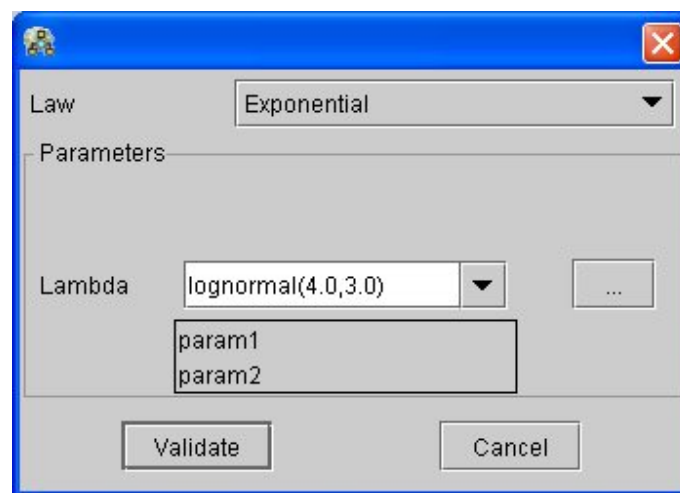 Law Exponential
Parameters
Lambda lognormal(4.0,3.0) ...
param1
param2
Validate Cancel